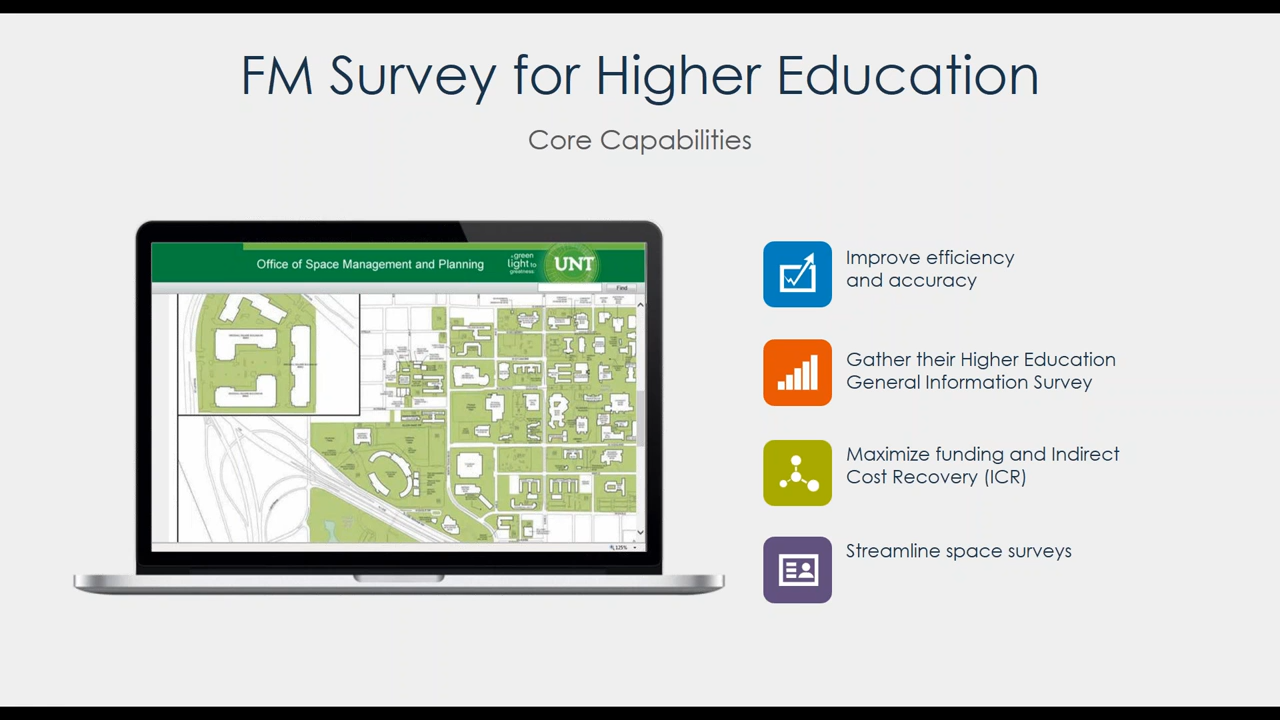 FM Survey for Higher Education
Core Capabilities
Office of Space Management and Planning
a green
light to
greatness
UNT
Find
125%
Improve efficiency
and accuracy
Gather their Higher Education
General Information Survey
Maximize funding and Indirect
Cost Recovery (ICR)
Streamline space surveys